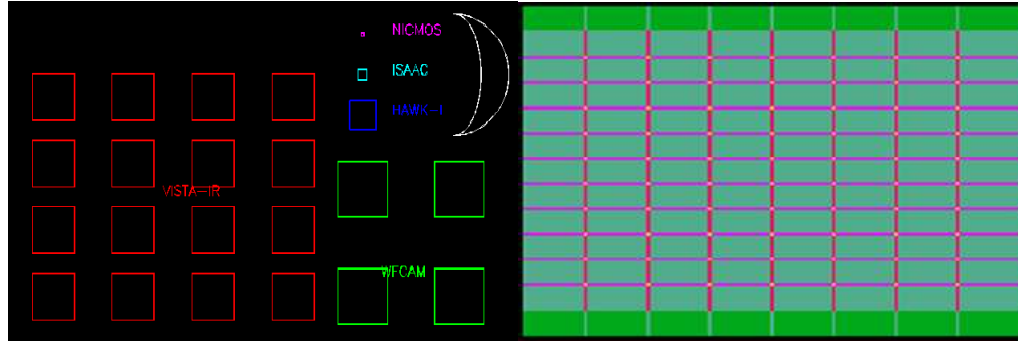 NICMOS
ISAAC
HAWK-I
VISTA-IR
WFCAM